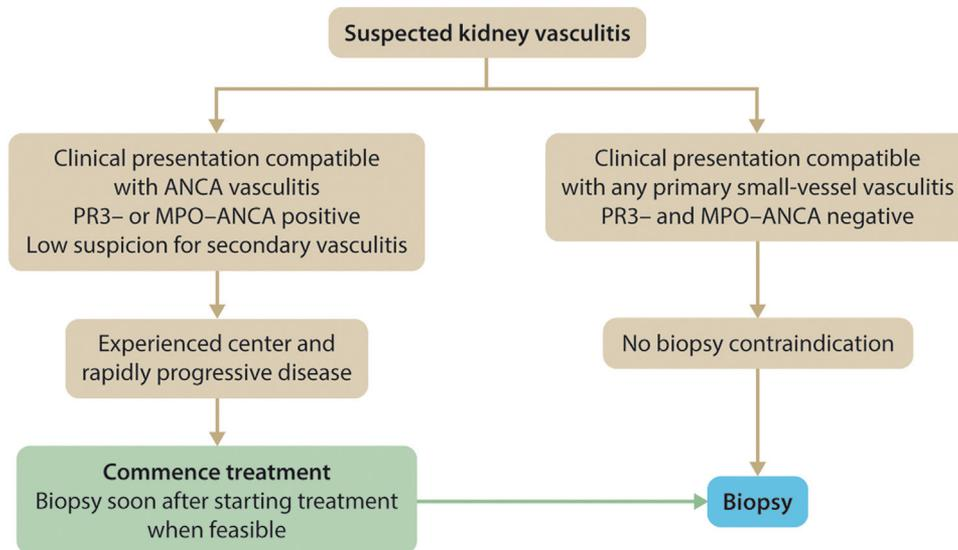 Suspected kidney vasculitis
Clinical presentation compatible
with ANCA vasculitis
PR3– or MPO–ANCA positive
Low suspicion for secondary vasculitis
Clinical presentation compatible
with any primary small-vessel vasculitis
PR3– and MPO–ANCA negative
Experienced center and
rapidly progressive disease
No biopsy contraindication
Commence treatment
Biopsy soon after starting treatment
when feasible
Biopsy